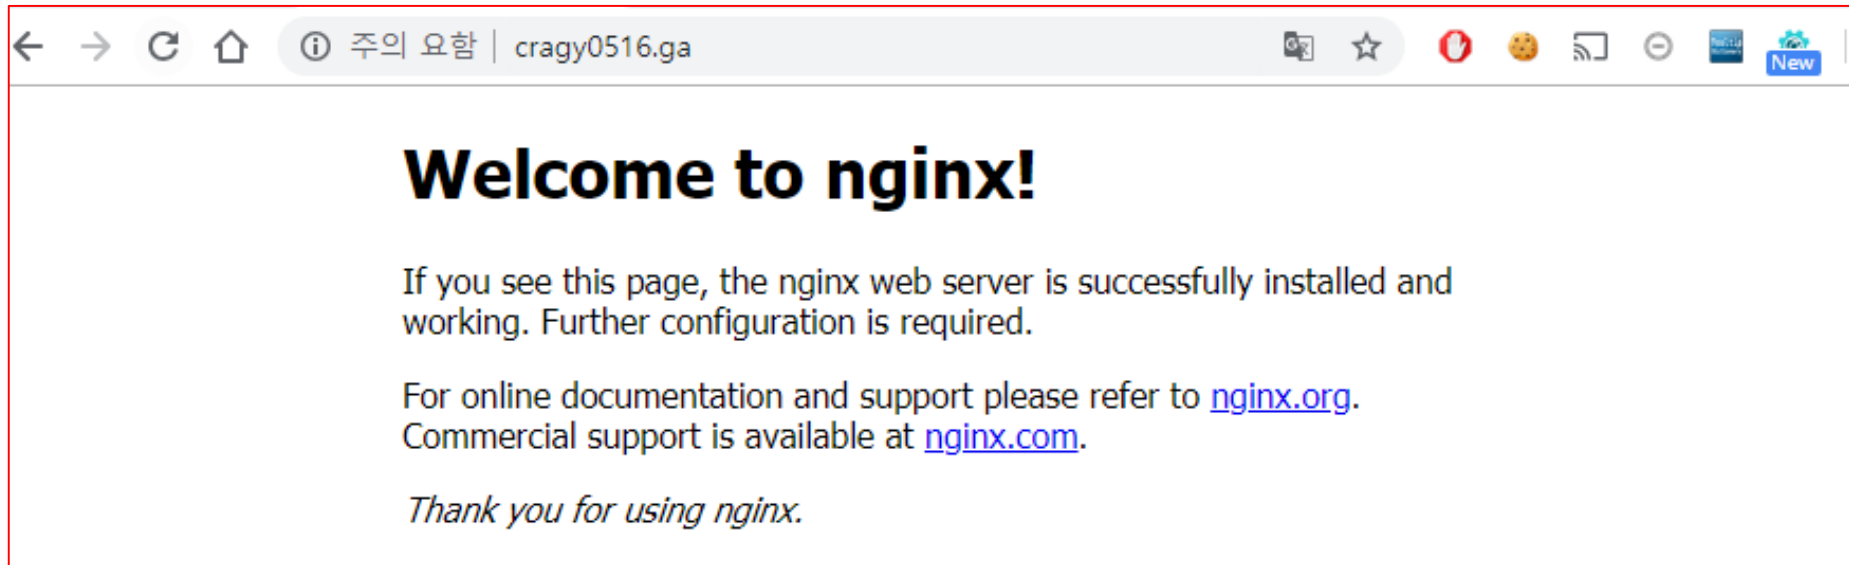 주의 요함 | cragy0516.ga
New
Welcome to nginx!
If you see this page, the nginx web server is successfully installed and
working. Further configuration is required.
For online documentation and support please refer to nginx.org.
Commercial support is available at nginx.com.
Thank you for using nginx.